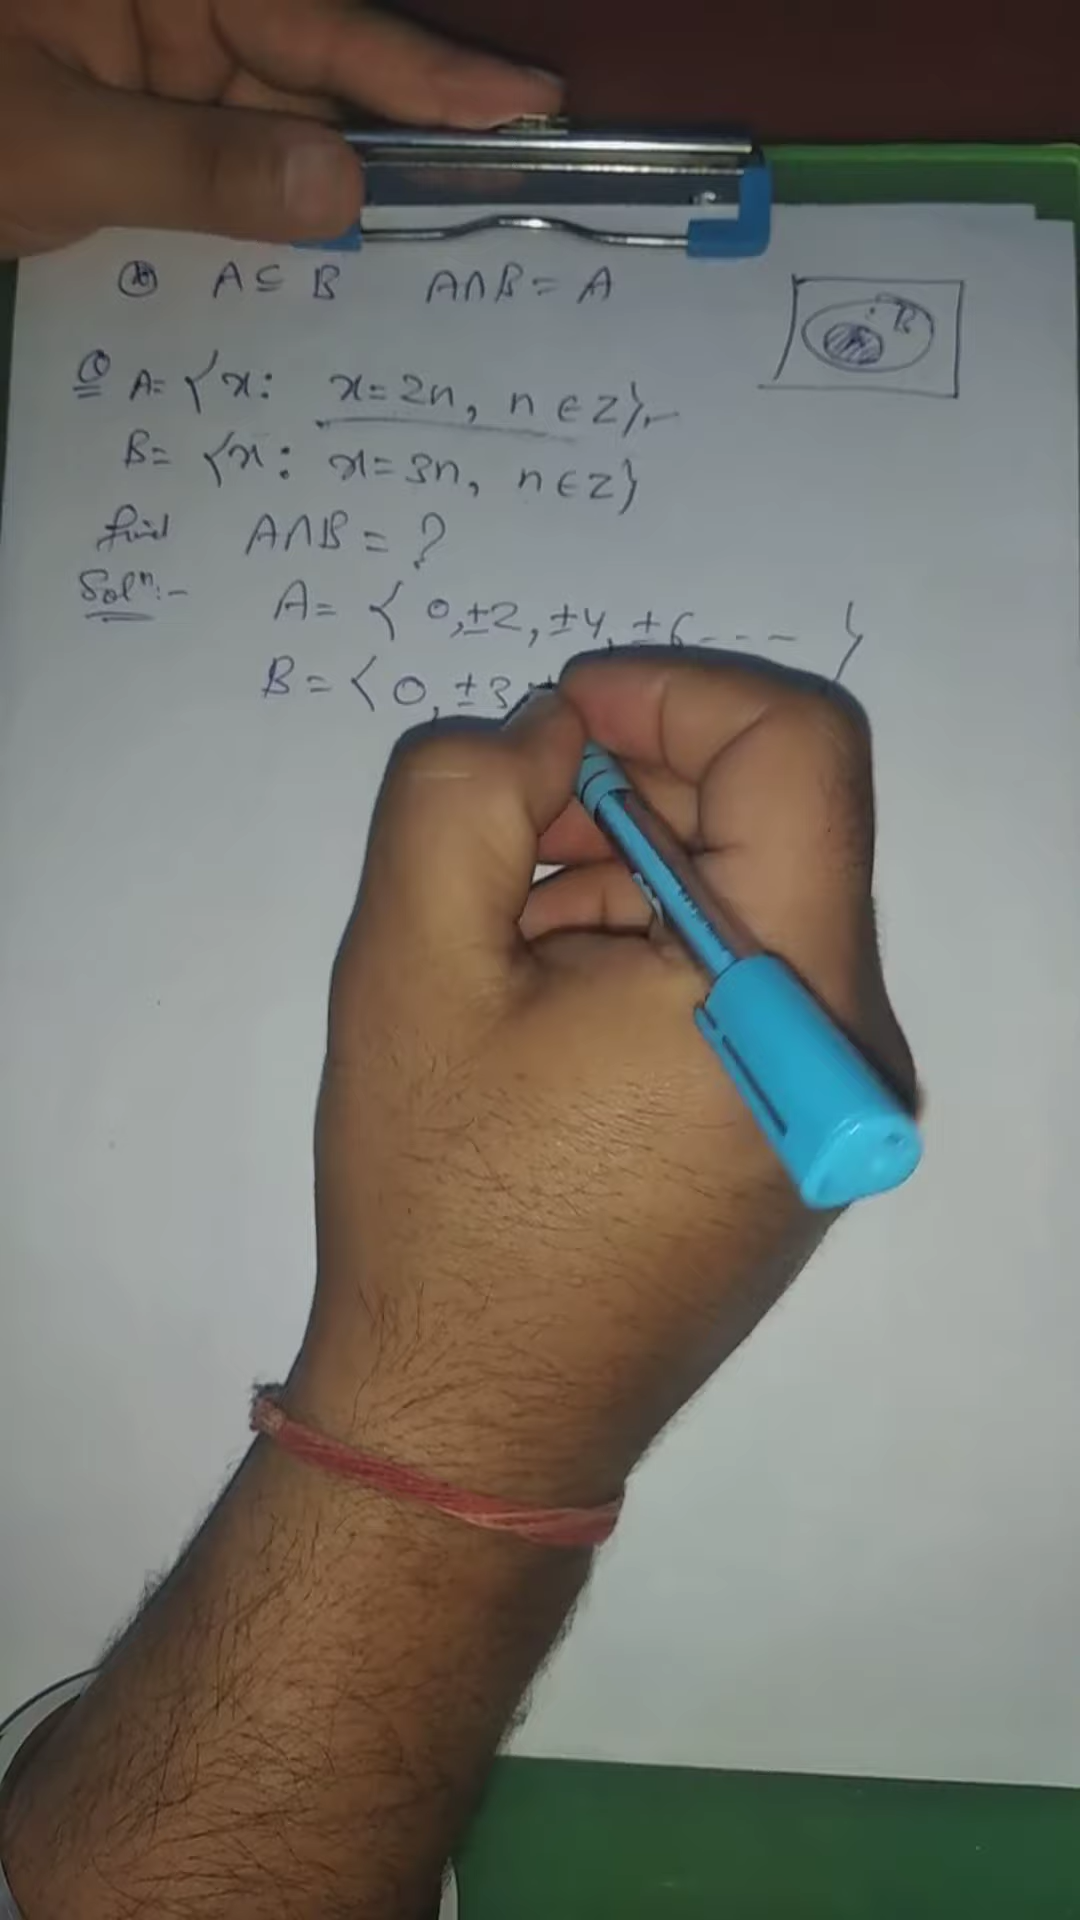 A ⊆ B A∩B = A
B
Q A= {x: x=2n, n ∈ Z}
B= {x: x=3n, n ∈ Z}
find A∩B = ?
Solⁿ:-
A= { 0, ±2, ±4, ±6 - - - - }
B = { 0, ±3